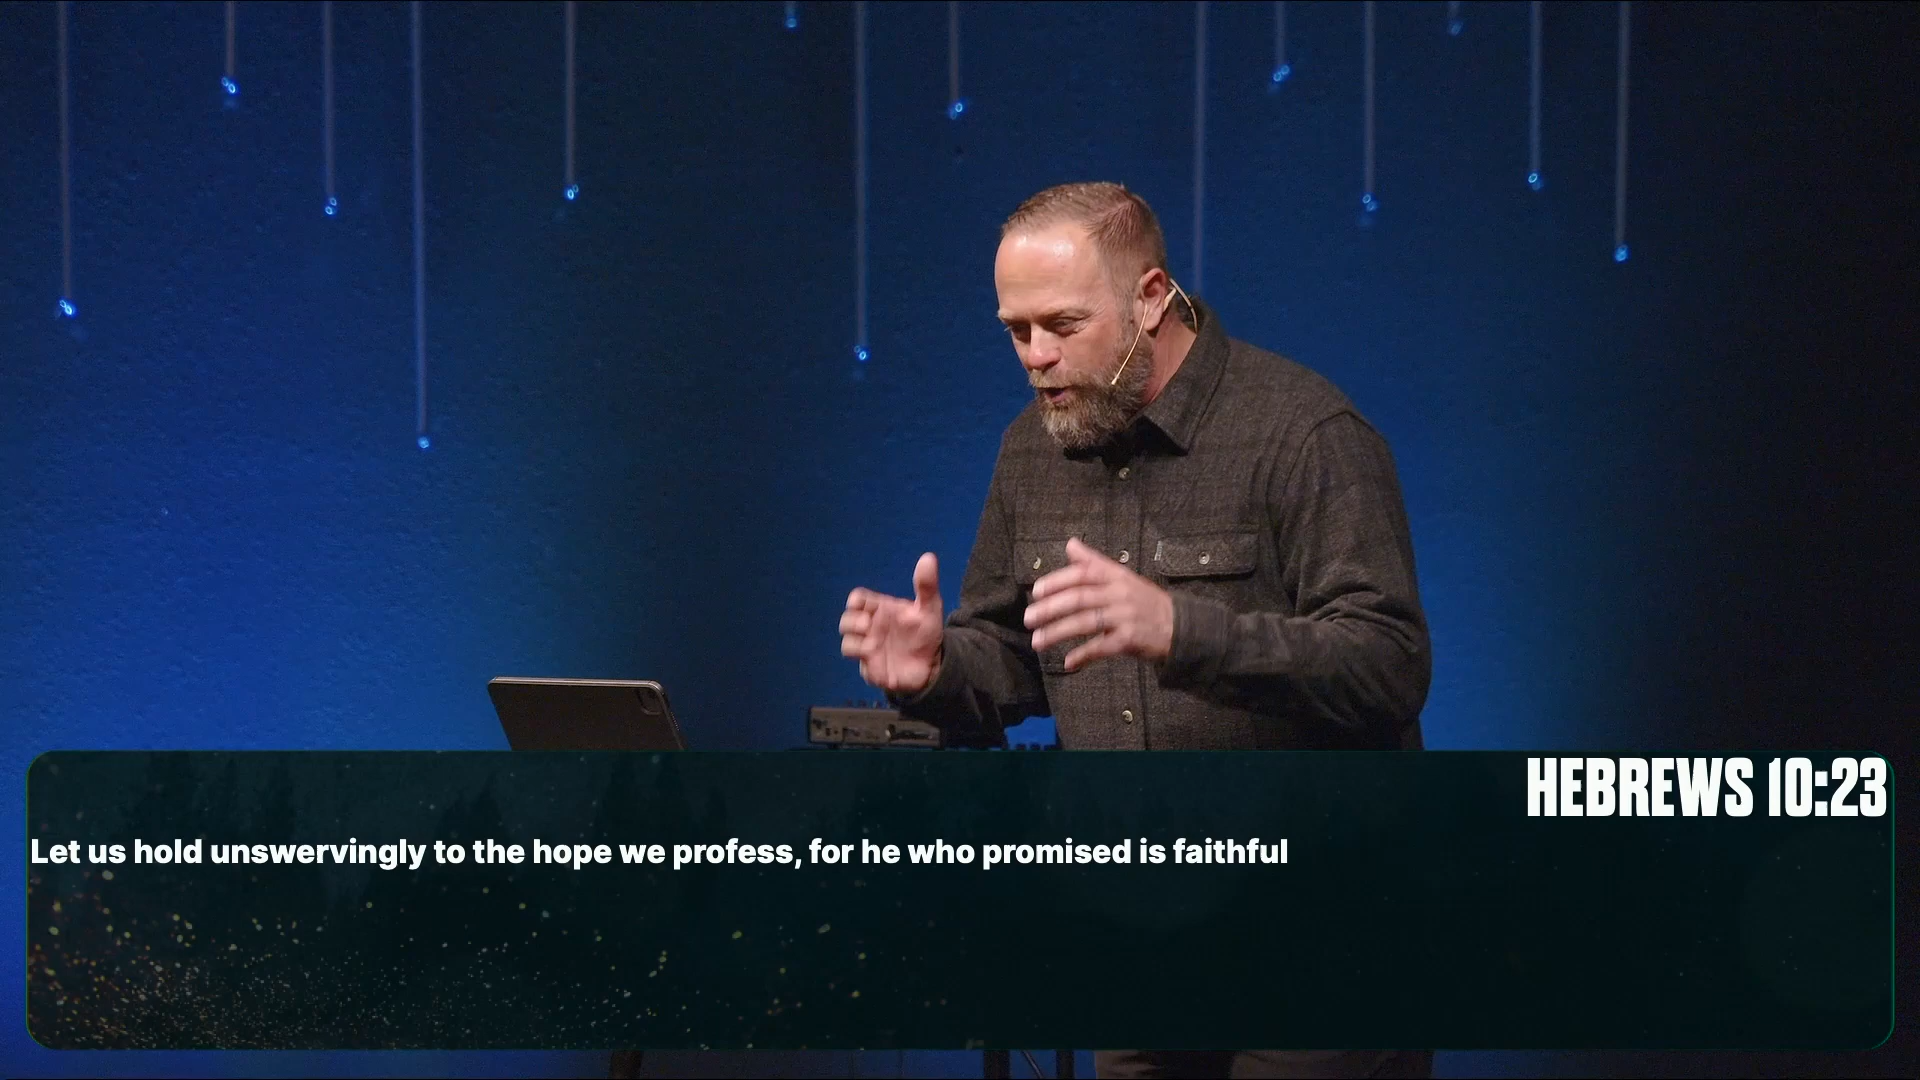 HEBREWS 10:23
Let us hold unswervingly to the hope we profess, for he who promised is faithful